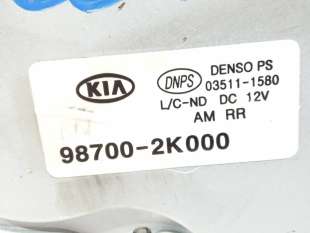 KIA
DNPS
DENSO PS
03511-1580
L/C-ND DC 12V
AM RR
98700-2K000